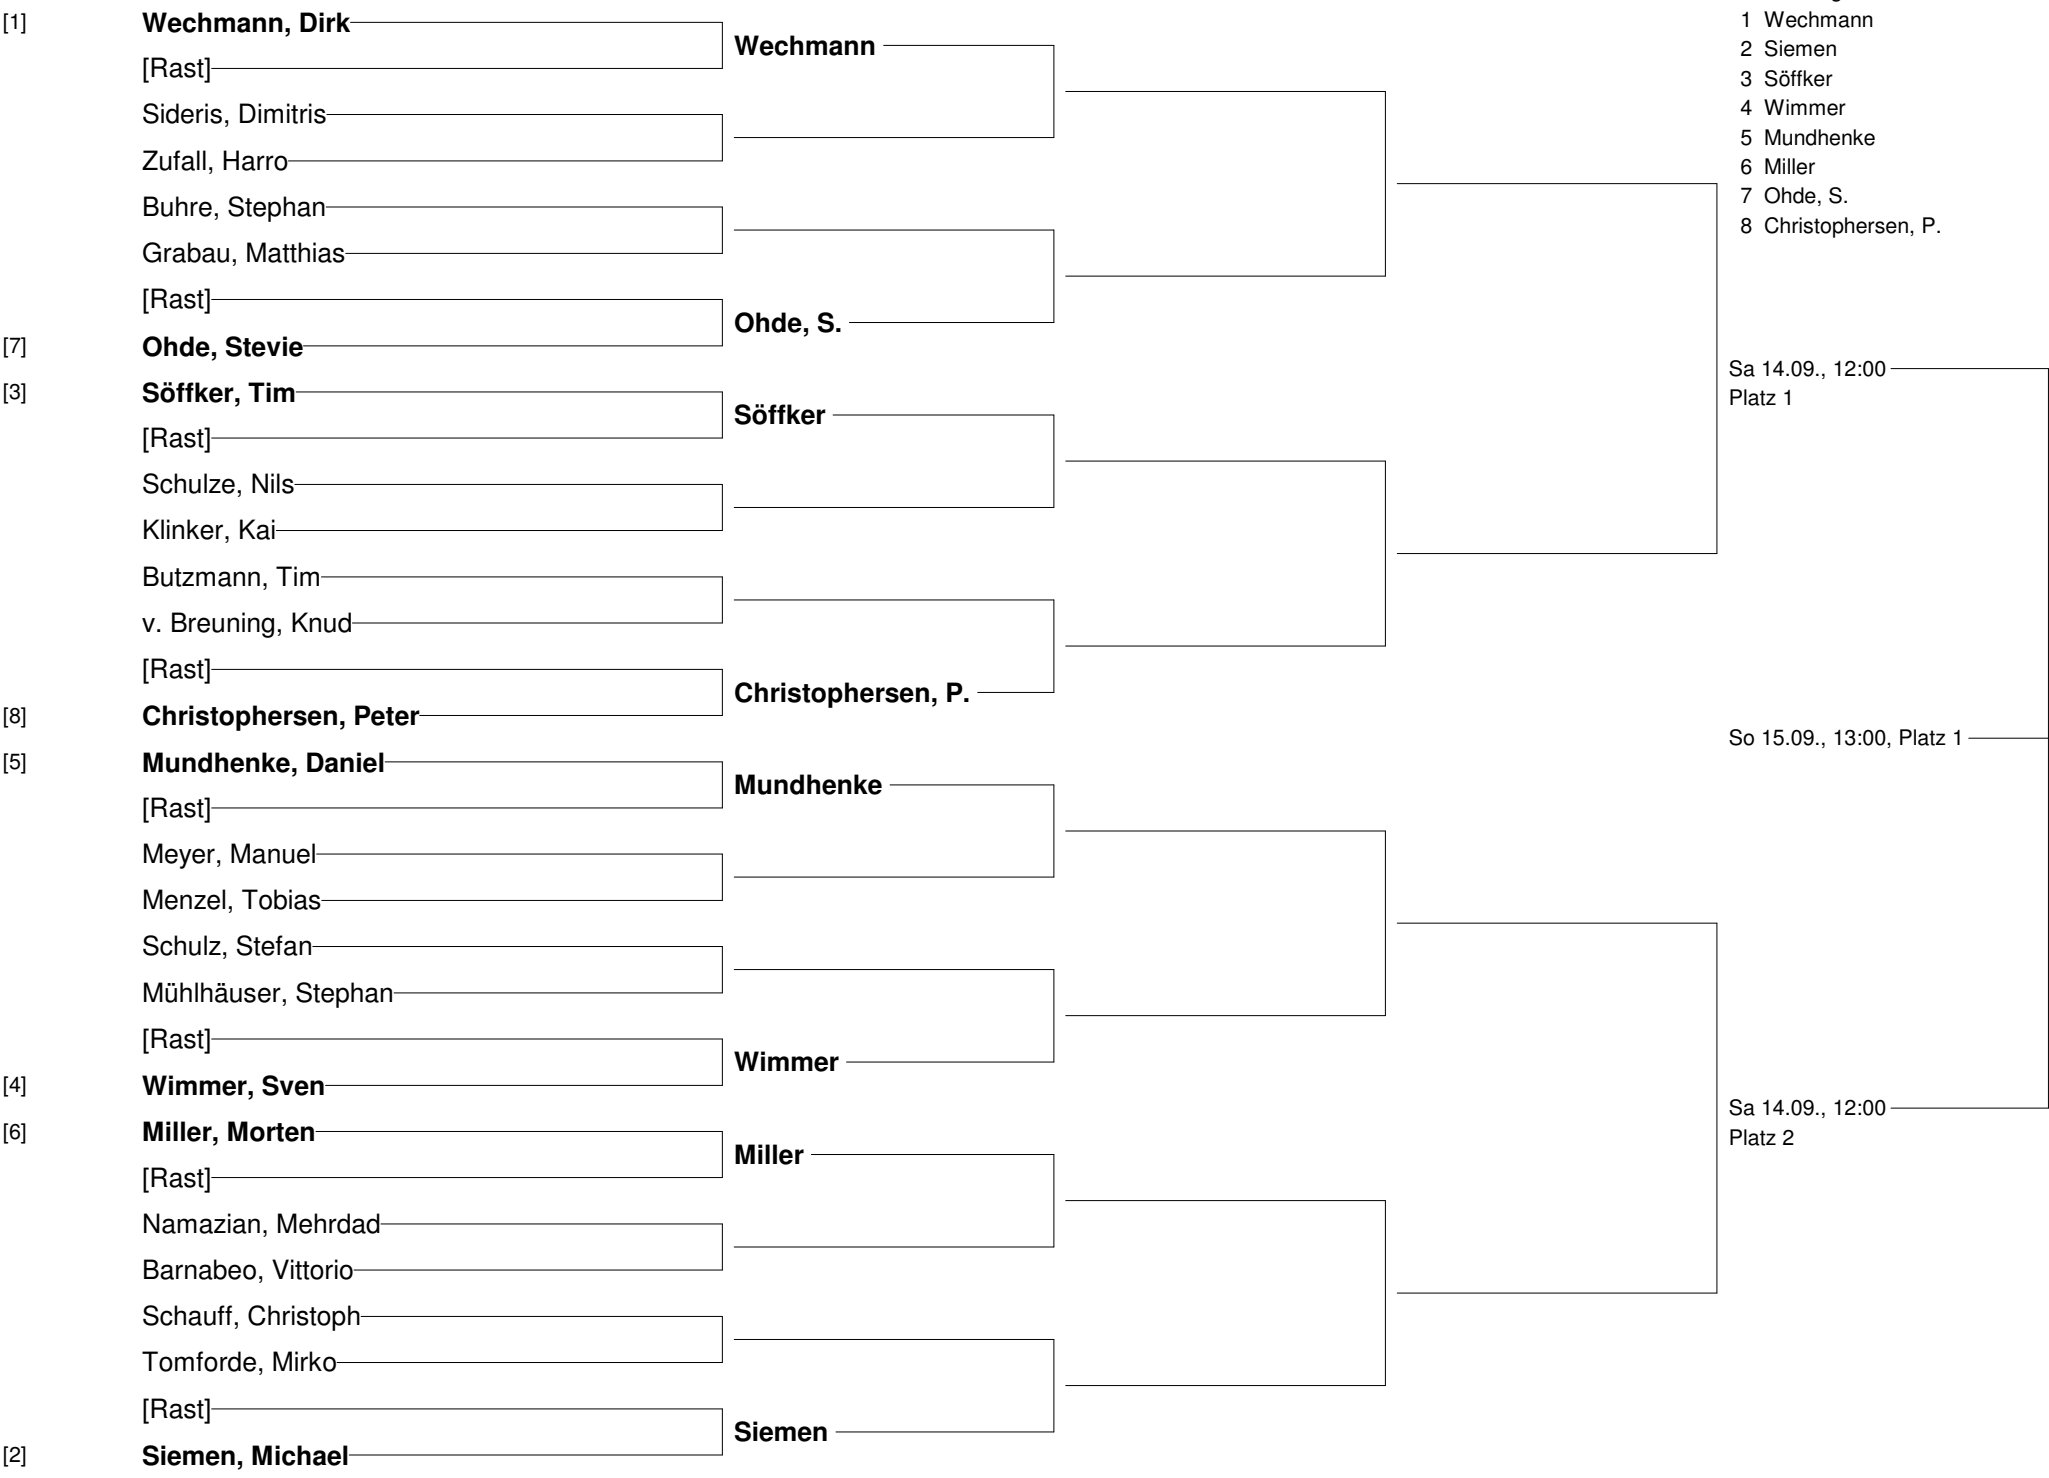 [1] Wechmann, Dirk
[Rast]
Sideris, Dimitris
Zufall, Harro
Buhre, Stephan
Grabau, Matthias
[Rast]
[7] Ohde, Stevie
[3] Söffker, Tim
[Rast]
Schulze, Nils
Klinker, Kai
Butzmann, Tim
v. Breuning, Knud
[Rast]
[8] Christophersen, Peter
[5] Mundhenke, Daniel
[Rast]
Meyer, Manuel
Menzel, Tobias
Schulz, Stefan
Mühlhäuser, Stephan
[Rast]
[4] Wimmer, Sven
[6] Miller, Morten
[Rast]
Namazian, Mehrdad
Barnabeo, Vittorio
Schauff, Christoph
Tomforde, Mirko
[Rast]
[2] Siemen, Michael
Wechmann
Ohde, S.
Söffker
Christophersen, P.
Mundhenke
Wimmer
Miller
Siemen
1 Wechmann
2 Siemen
3 Söffker
4 Wimmer
5 Mundhenke
6 Miller
7 Ohde, S.
8 Christophersen, P.
Sa 14.09., 12:00
Platz 1
So 15.09., 13:00, Platz 1
Sa 14.09., 12:00
Platz 2